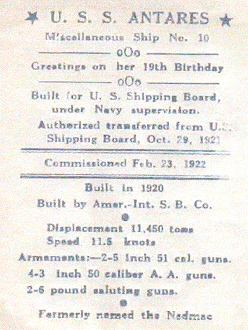 ★ U. S. S. ANTARES ★
Miscellaneous Ship No. 10
oOo
Greetings on her 19th Birthday
oOo
Built for U. S. Shipping Board,
under Navy supervision.
Authorized transferred from U.S.
Shipping Board, Oct. 29, 1921
Commissioned Feb. 23, 1922
Built in 1920
Built by Amer.-Int. S. B. Co.
Displacement 11,450 tons
Speed 11.5 knots
Armaments:—2-5 inch 51 cal. guns.
4-3 inch 50 caliber A. A. guns.
2-6 pound saluting guns.
Formerly named the Nedmac